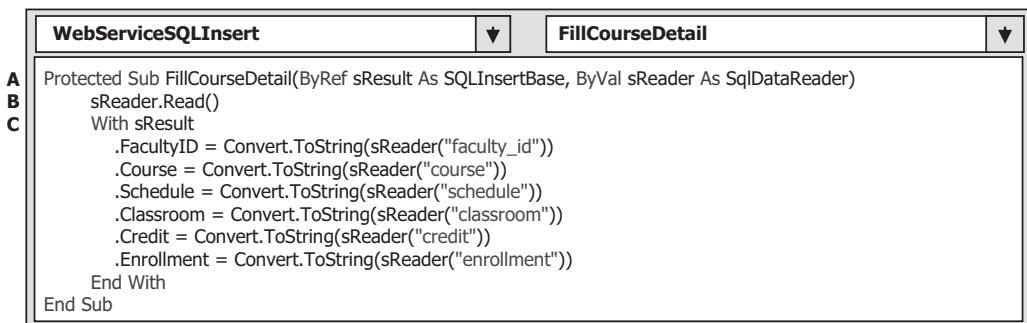 WebServiceSQLInsert FillCourseDetail
A Protected Sub FillCourseDetail(ByRef sResult As SQLInsertBase, ByVal sReader As SqlDataReader)
B sReader.Read()
C With sResult
.FacultyID = Convert.ToString(sReader("faculty_id"))
.Course = Convert.ToString(sReader("course"))
.Schedule = Convert.ToString(sReader("schedule"))
.Classroom = Convert.ToString(sReader("classroom"))
.Credit = Convert.ToString(sReader("credit"))
.Enrollment = Convert.ToString(sReader("enrollment"))
End With
End Sub